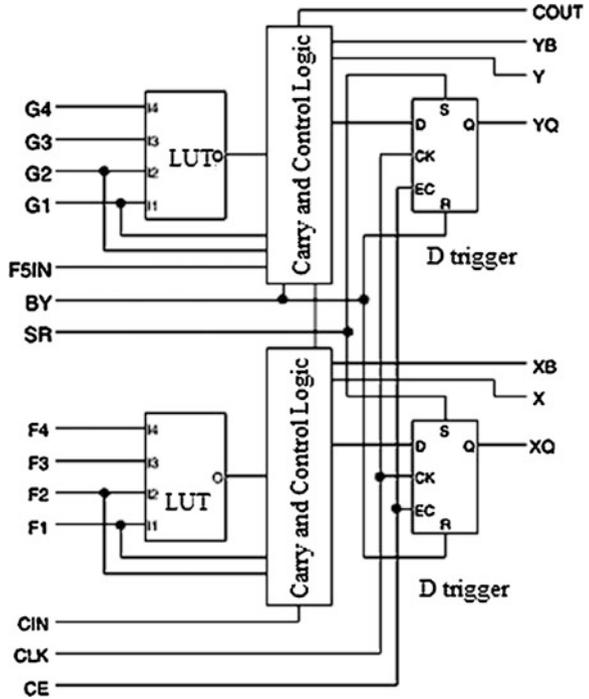 COUT
YB
Y
G4
G3
G2
G1
I4
I3
I2
I1
LUT
O
Carry and Control Logic
S
D
Q
CK
EC
R
YQ
D trigger
F5IN
BY
SR
XB
X
F4
F3
F2
F1
I4
I3
I2
I1
LUT
O
Carry and Control Logic
S
D
Q
CK
EC
R
XQ
D trigger
CIN
CLK
CE